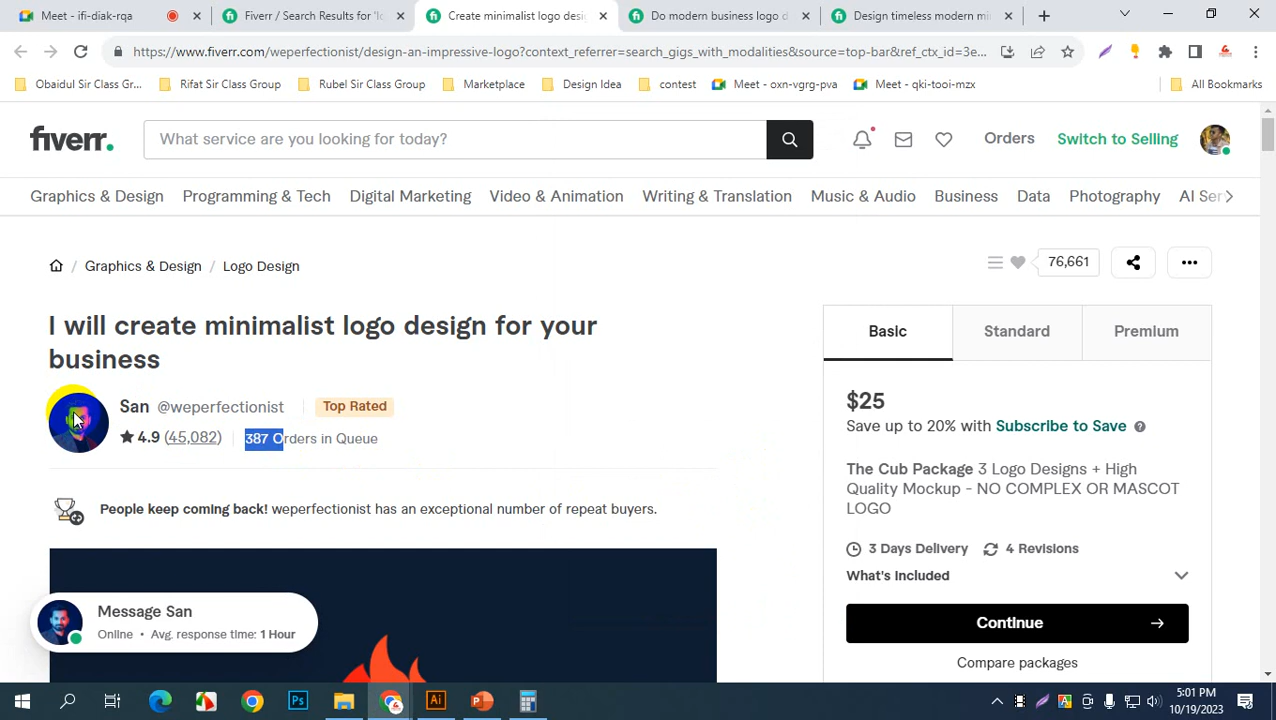 Meet - ifi-diak-rqa
Fiverr / Search Results for 'lo
Create minimalist logo desi
Do modern business logo d
Design timeless modern mi
https://www.fiverr.com/weperfectionist/design-an-impressive-logo?context_referrer=search_gigs_with_modalities&source=top-bar&ref_ctx_id=3e...
Obaidul Sir Class Gr...
Rifat Sir Class Group
Rubel Sir Class Group
Marketplace
Design Idea
contest
Meet - oxn-vgrg-pva
Meet - qki-tooi-mzx
All Bookmarks
fiverr.
What service are you looking for today?
Orders
Switch to Selling
Graphics & Design
Programming & Tech
Digital Marketing
Video & Animation
Writing & Translation
Music & Audio
Business
Data
Photography
AI Ser
/ Graphics & Design / Logo Design
76,661
I will create minimalist logo design for your
business
San @weperfectionist
Top Rated
4.9 (45,082)
387 Orders in Queue
People keep coming back! weperfectionist has an exceptional number of repeat buyers.
Basic
Standard
Premium
$25
Save up to 20% with Subscribe to Save
The Cub Package 3 Logo Designs + High
Quality Mockup - NO COMPLEX OR MASCOT
LOGO
3 Days Delivery
4 Revisions
What's Included
Continue
Compare packages
Message San
Online • Avg. response time: 1 Hour
5:01 PM
10/19/2023